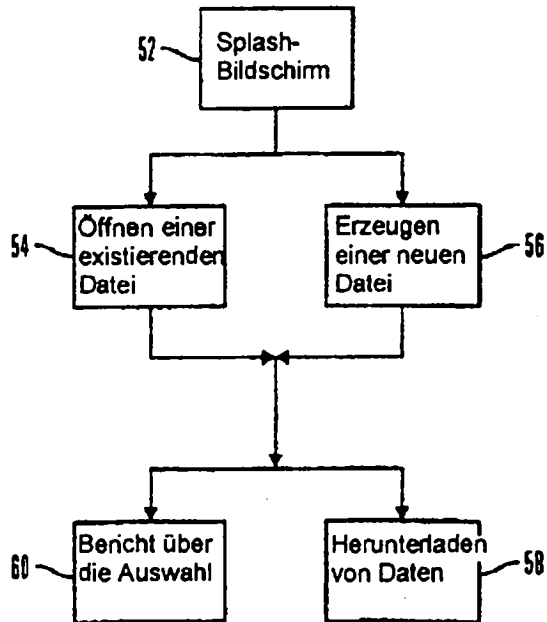 52
Splash-
Bildschirm
54
Öffnen einer
existierenden
Datei
Erzeugen
einer neuen
Datei
56
60
Bericht über
die Auswahl
Herunterladen
von Daten
58